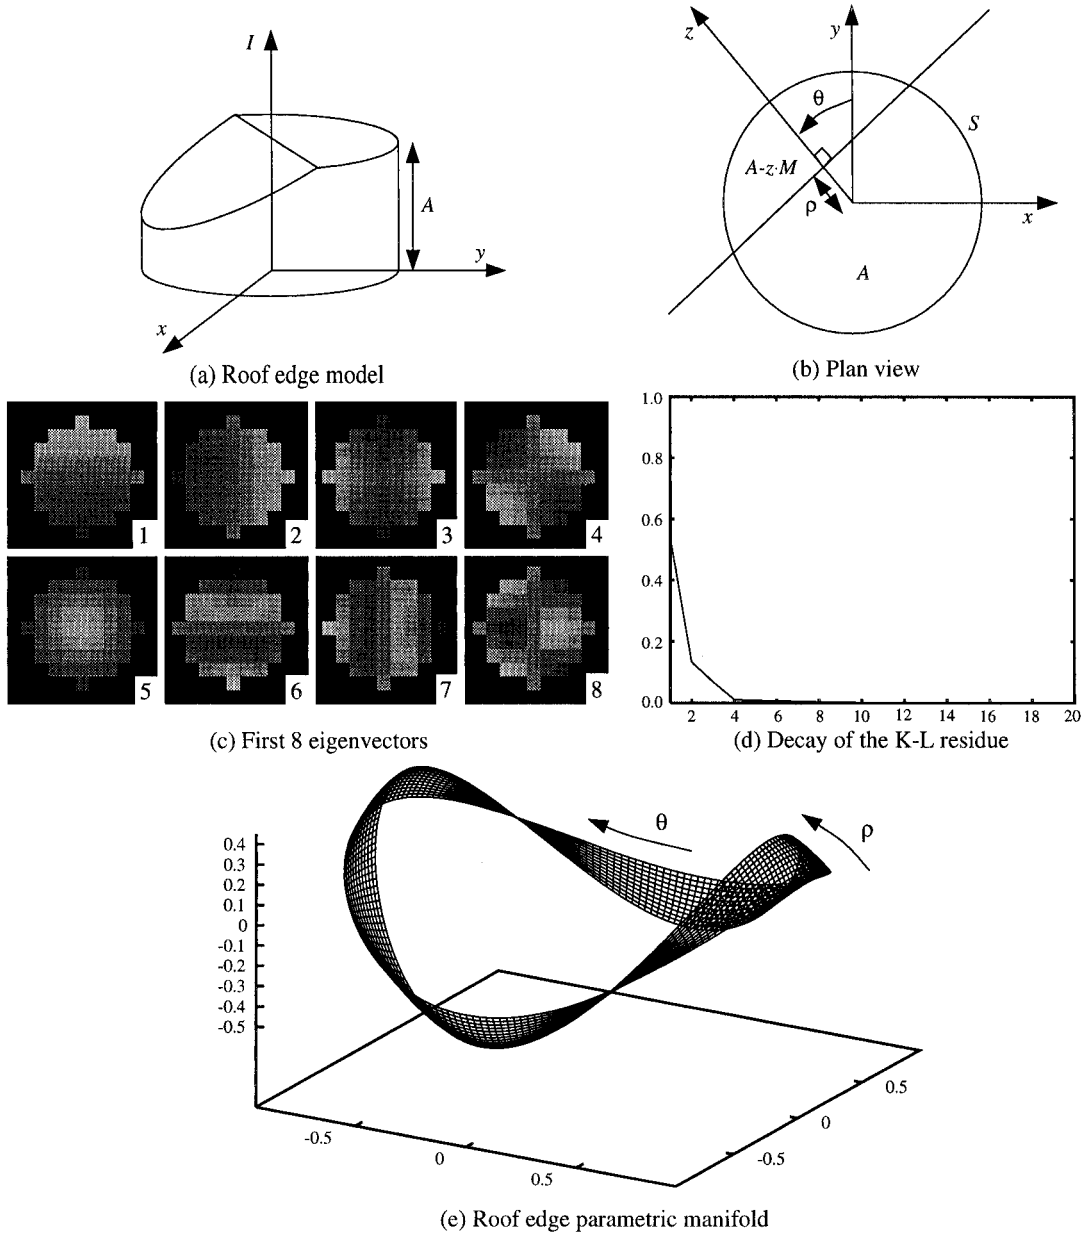 I
A
y
x
(a) Roof edge model
z
y
θ
S
A-z·M
ρ
x
A
(b) Plan view
1 2 3 4
5 6 7 8
(c) First 8 eigenvectors
1.0
0.8
0.6
0.4
0.2
0.0
2 4 6 8 10 12 14 16 18 20
(d) Decay of the K-L residue
θ
ρ
0.4
0.3
0.2
0.1
0
-0.1
-0.2
-0.3
-0.4
-0.5
-0.5
0
0.5
-0.5
0
0.5
(e) Roof edge parametric manifold